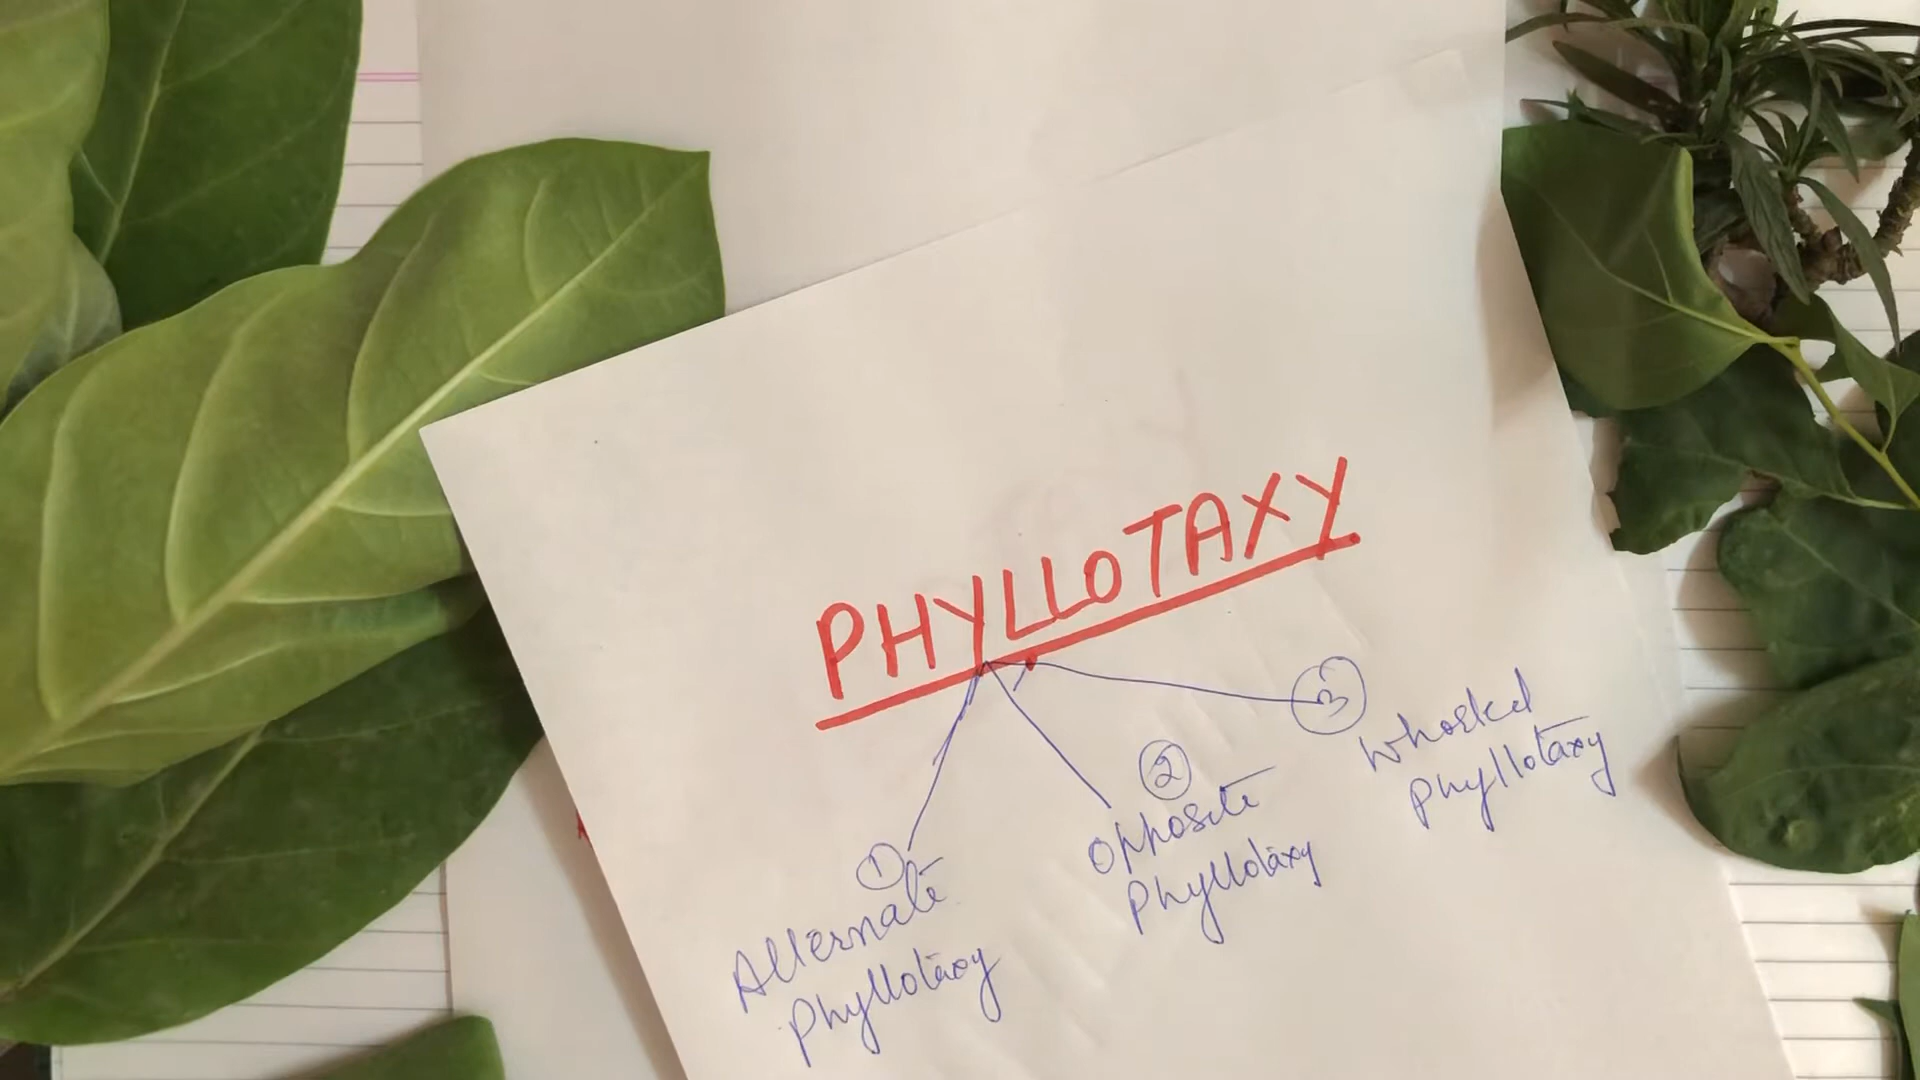 PHYLLOTAXY
①
Alternate
Phyllotaxy
②
Opposite
Phyllotaxy
③
Whorled
Phyllotaxy